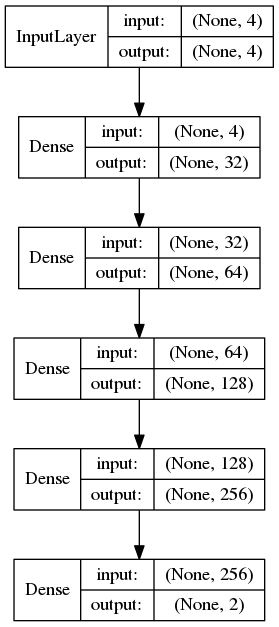 InputLayer
input: (None, 4)
output: (None, 4)
Dense
input: (None, 4)
output: (None, 32)
Dense
input: (None, 32)
output: (None, 64)
Dense
input: (None, 64)
output: (None, 128)
Dense
input: (None, 128)
output: (None, 256)
Dense
input: (None, 256)
output: (None, 2)